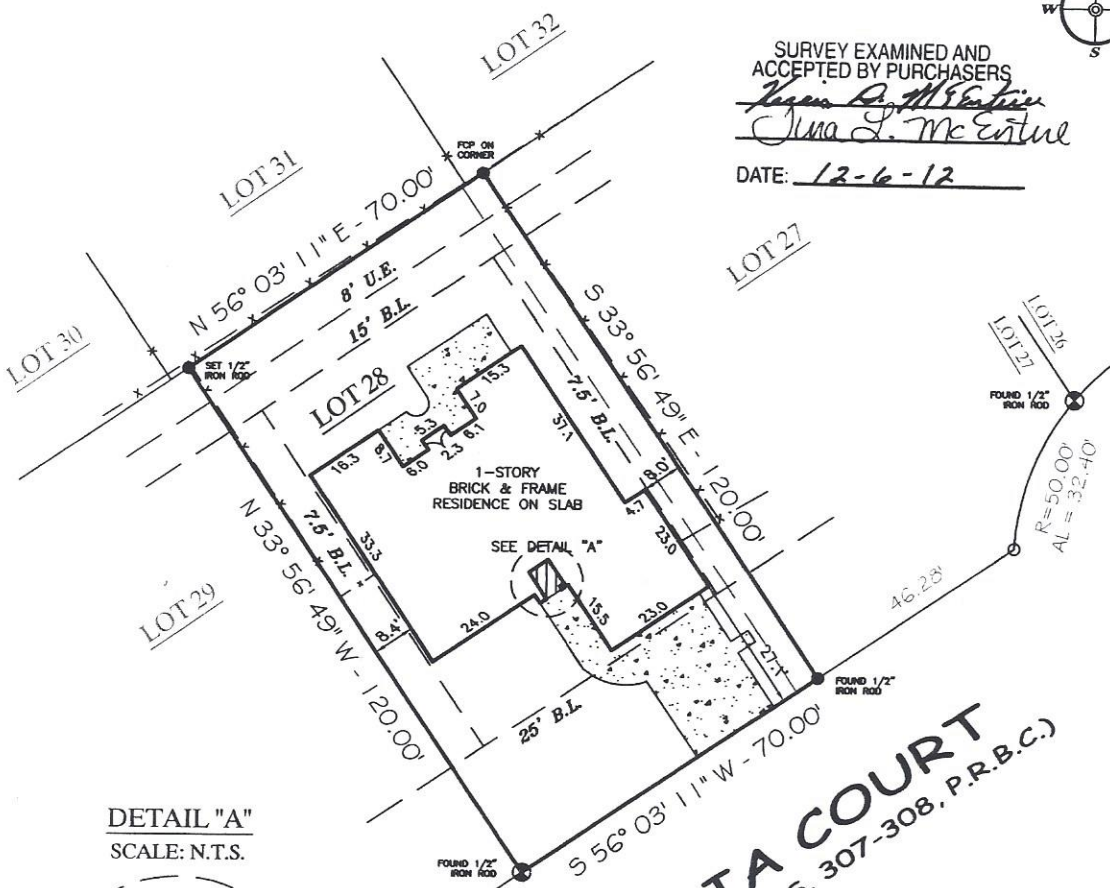 W
S
SURVEY EXAMINED AND
ACCEPTED BY PURCHASERS
Tina L. McEntire
DATE: 12-6-12
LOT 32
LOT 31
FCP ON
CORNER
N 56° 03' 11" E - 70.00'
8' U.E.
15' B.L.
LOT 30
SET 1/2"
IRON ROD
LOT 28
LOT 27
S 33° 56' 49" E - 120.00'
7.5' B.L.
LOT 26
LOT 27
FOUND 1/2"
IRON ROD
R=50.00'
AL = 32.40'
46.28'
15.3
7.0
5.3
6.1
2.3
6.0
8.7
16.3
37.1
1-STORY
BRICK & FRAME
RESIDENCE ON SLAB
8.0'
4.7
23.0
SEE DETAIL "A"
33.3
7.5' B.L.
N 33° 56' 49" W - 120.00'
LOT 29
8.4'
24.0
15.5
23.0
27.1'
25' B.L.
FOUND 1/2"
IRON ROD
S 56° 03' 11" W - 70.00'
FOUND 1/2"
IRON ROD
TA COURT
307-308, P.R.B.C.)
DETAIL "A"
SCALE: N.T.S.